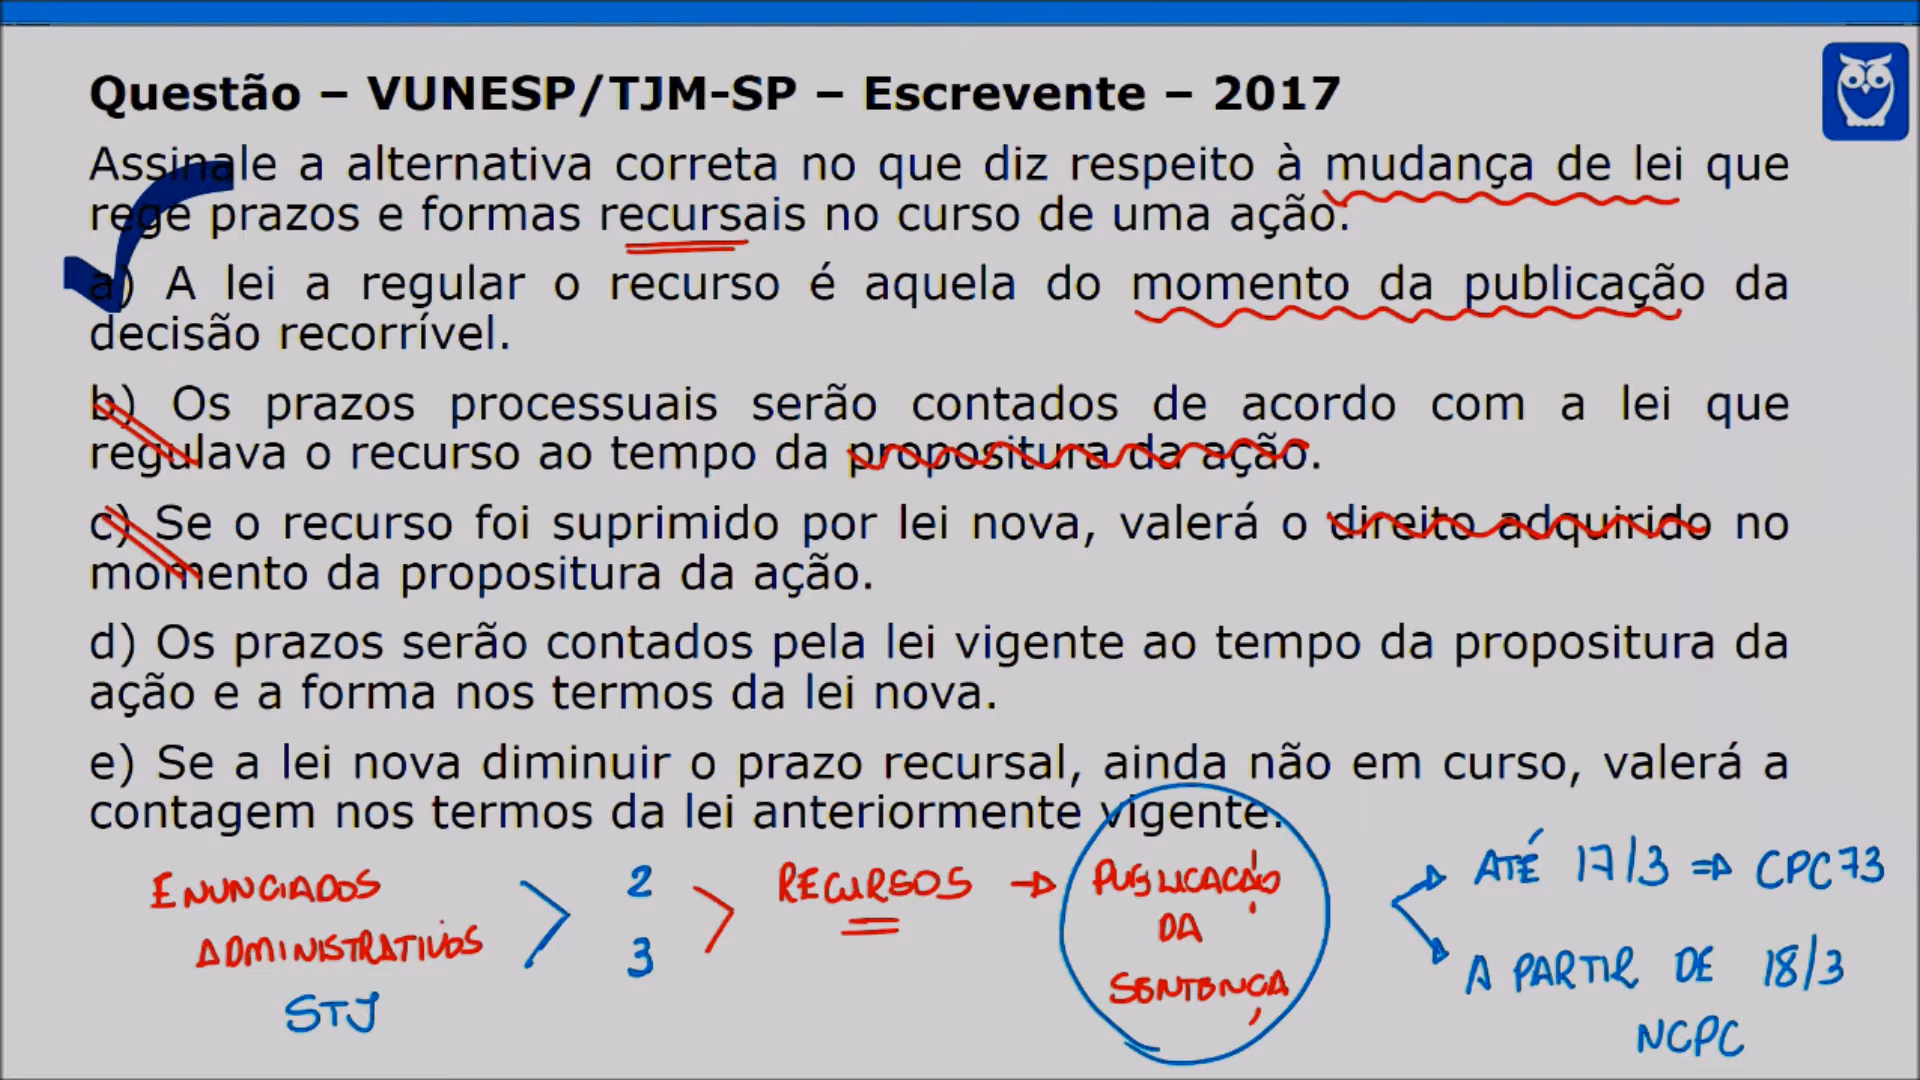 Questão – VUNESP/TJM-SP – Escrevente – 2017
Assinale a alternativa correta no que diz respeito à mudança de lei que
rege prazos e formas recursais no curso de uma ação.
a) A lei a regular o recurso é aquela do momento da publicação da
decisão recorrível.
b) Os prazos processuais serão contados de acordo com a lei que
regulava o recurso ao tempo da propositura da ação.
c) Se o recurso foi suprimido por lei nova, valerá o direito adquirido no
momento da propositura da ação.
d) Os prazos serão contados pela lei vigente ao tempo da propositura da
ação e a forma nos termos da lei nova.
e) Se a lei nova diminuir o prazo recursal, ainda não em curso, valerá a
contagem nos termos da lei anteriormente vigente.
ENUNCIADOS
ADMINISTRATIVOS
STJ
2
3
RECURSOS
PUBLICAÇÃO
DA
SENTENÇA
ATÉ 17/3 ⇒ CPC73
A PARTIR DE 18/3
NCPC